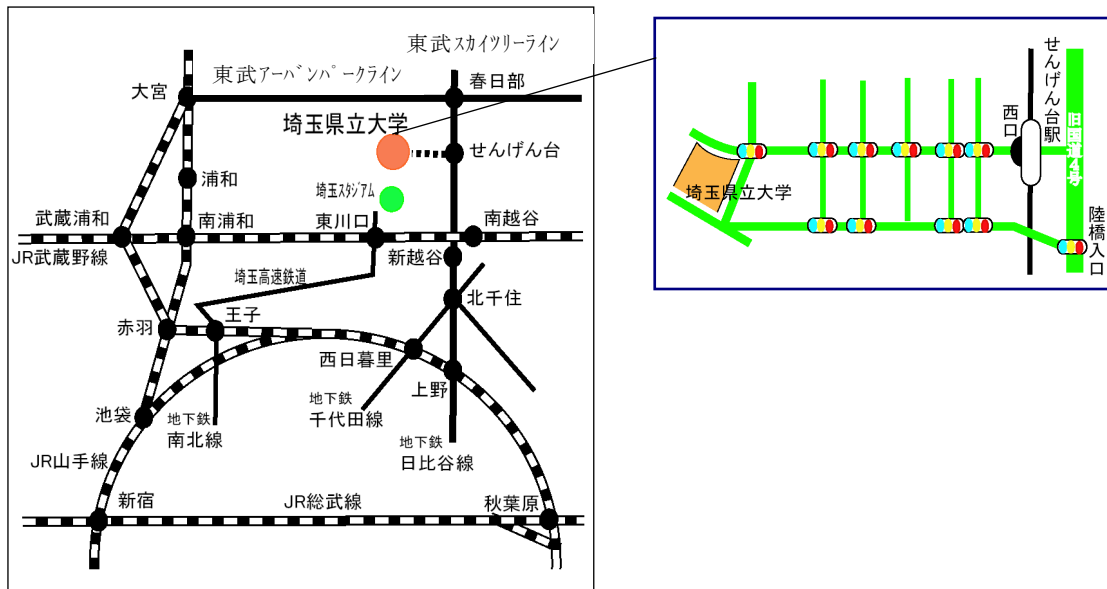 東武スカイツリーライン
東武アーバンパークライン
大宮
春日部
埼玉県立大学
せんげん台
浦和
埼玉スタジアム
武蔵浦和
南浦和
東川口
南越谷
JR武蔵野線
新越谷
埼玉高速鉄道
北千住
赤羽
王子
西日暮里
上野
池袋
地下鉄
南北線
地下鉄
千代田線
地下鉄
日比谷線
JR山手線
新宿
JR総武線
秋葉原
せんげん台駅
西口
旧国道4号
埼玉県立大学
陸橋入口